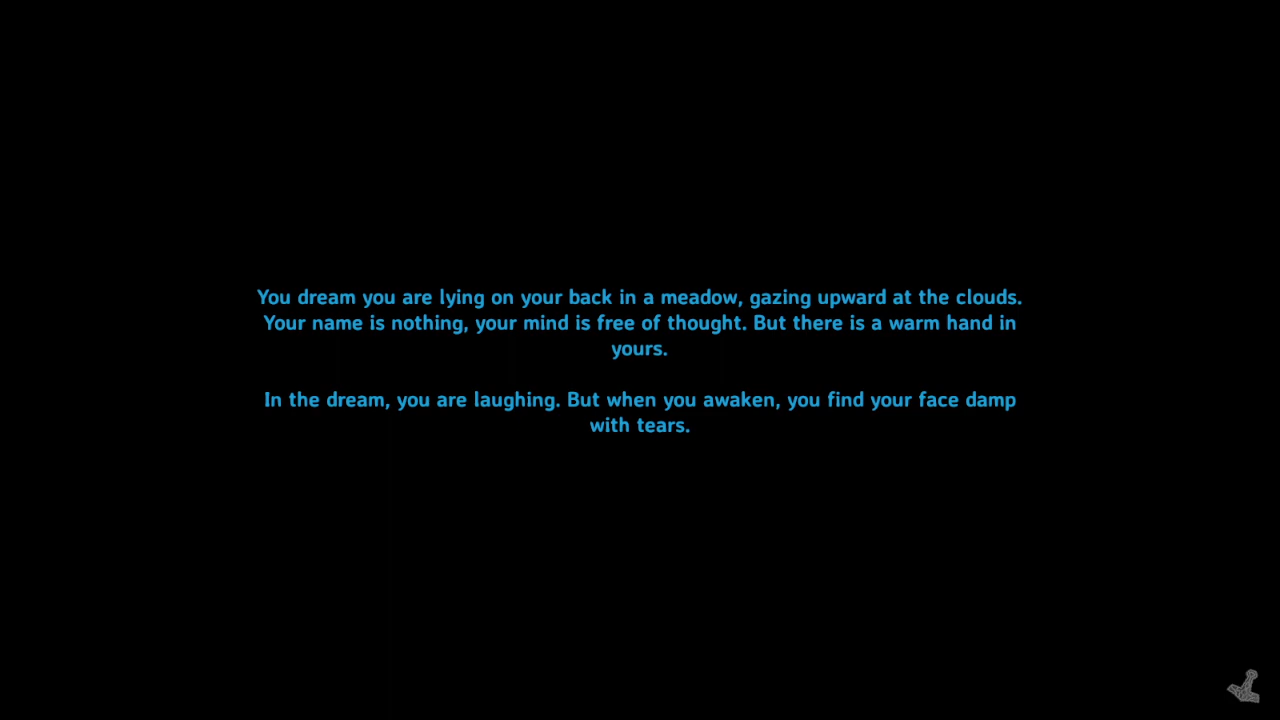 You dream you are lying on your back in a meadow, gazing upward at the clouds.
Your name is nothing, your mind is free of thought. But there is a warm hand in
yours.
In the dream, you are laughing. But when you awaken, you find your face damp
with tears.